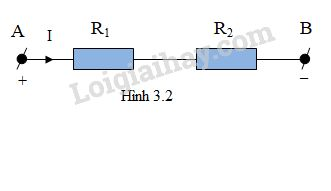 A I R₁ R₂ B
+ −
Loigiaihay.com
Hình 3.2